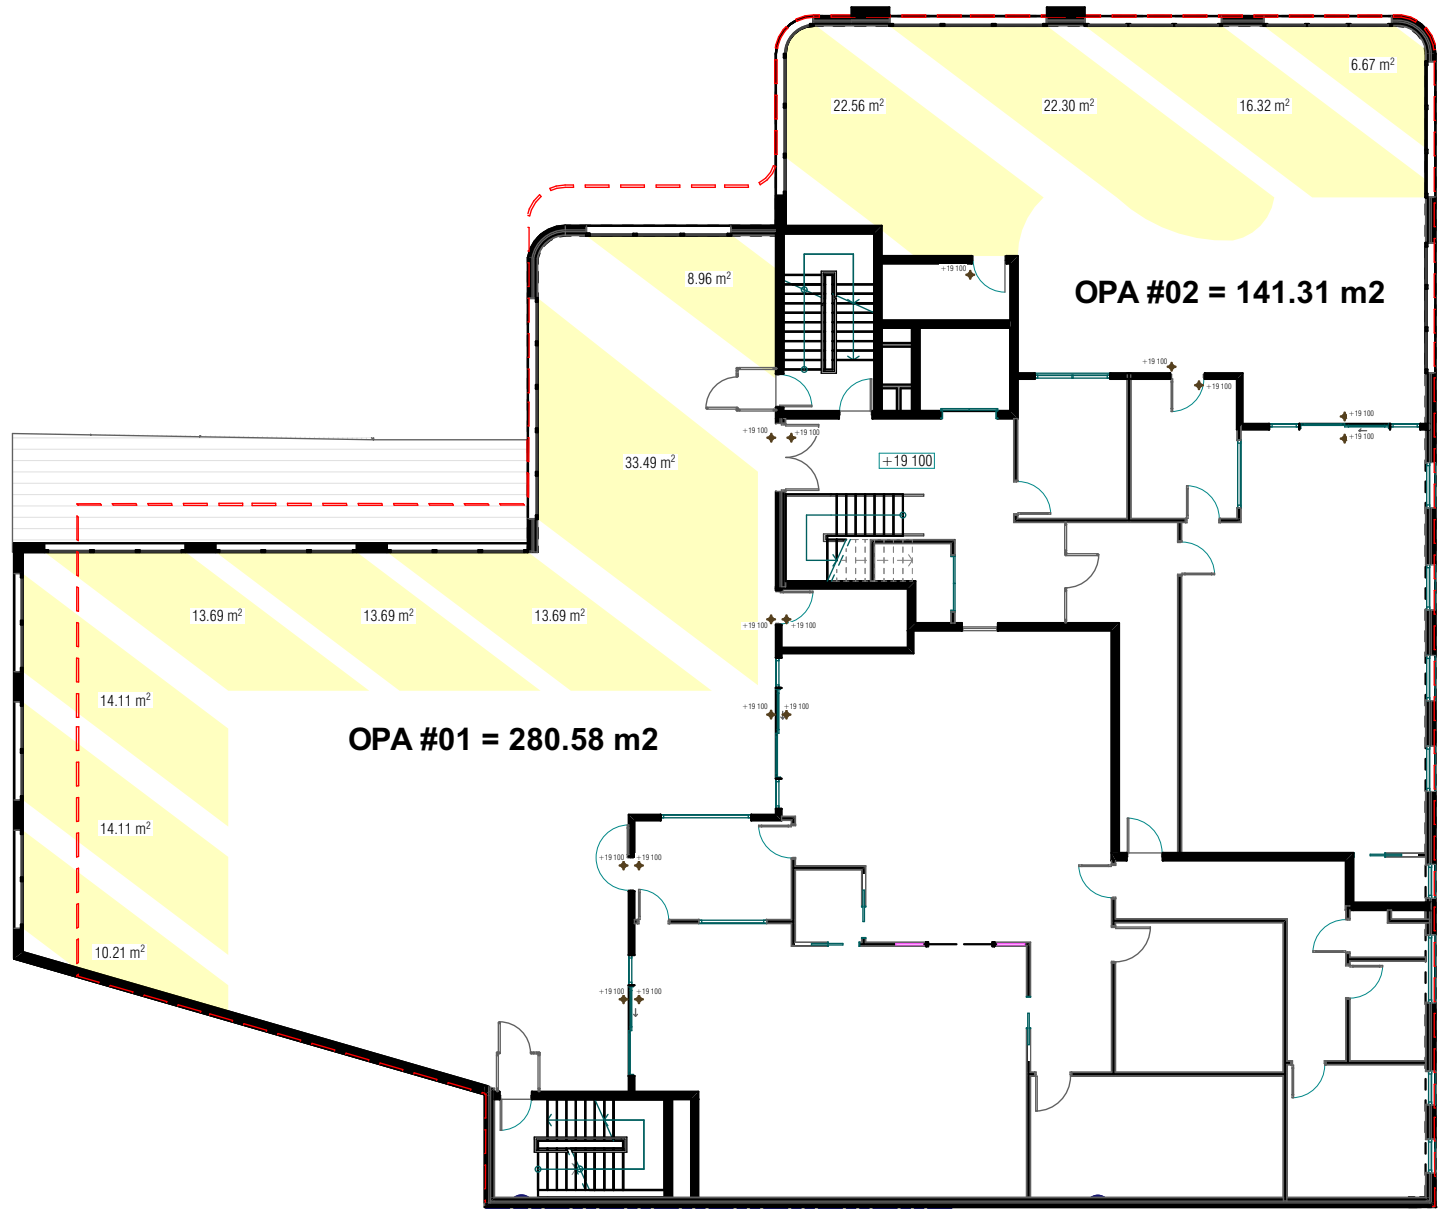 6.67 m²
22.56 m²
22.30 m²
16.32 m²
+19 100
8.96 m²
OPA #02 = 141.31 m2
+19 100
+19 100
+19 100
+19 100
+19 100
+19 100
33.49 m²
+19 100
13.69 m²
13.69 m²
13.69 m²
+19 100
+19 100
14.11 m²
+19 100
+19 100
OPA #01 = 280.58 m2
14.11 m²
+19 100
+19 100
10.21 m²
+19 100
+19 100